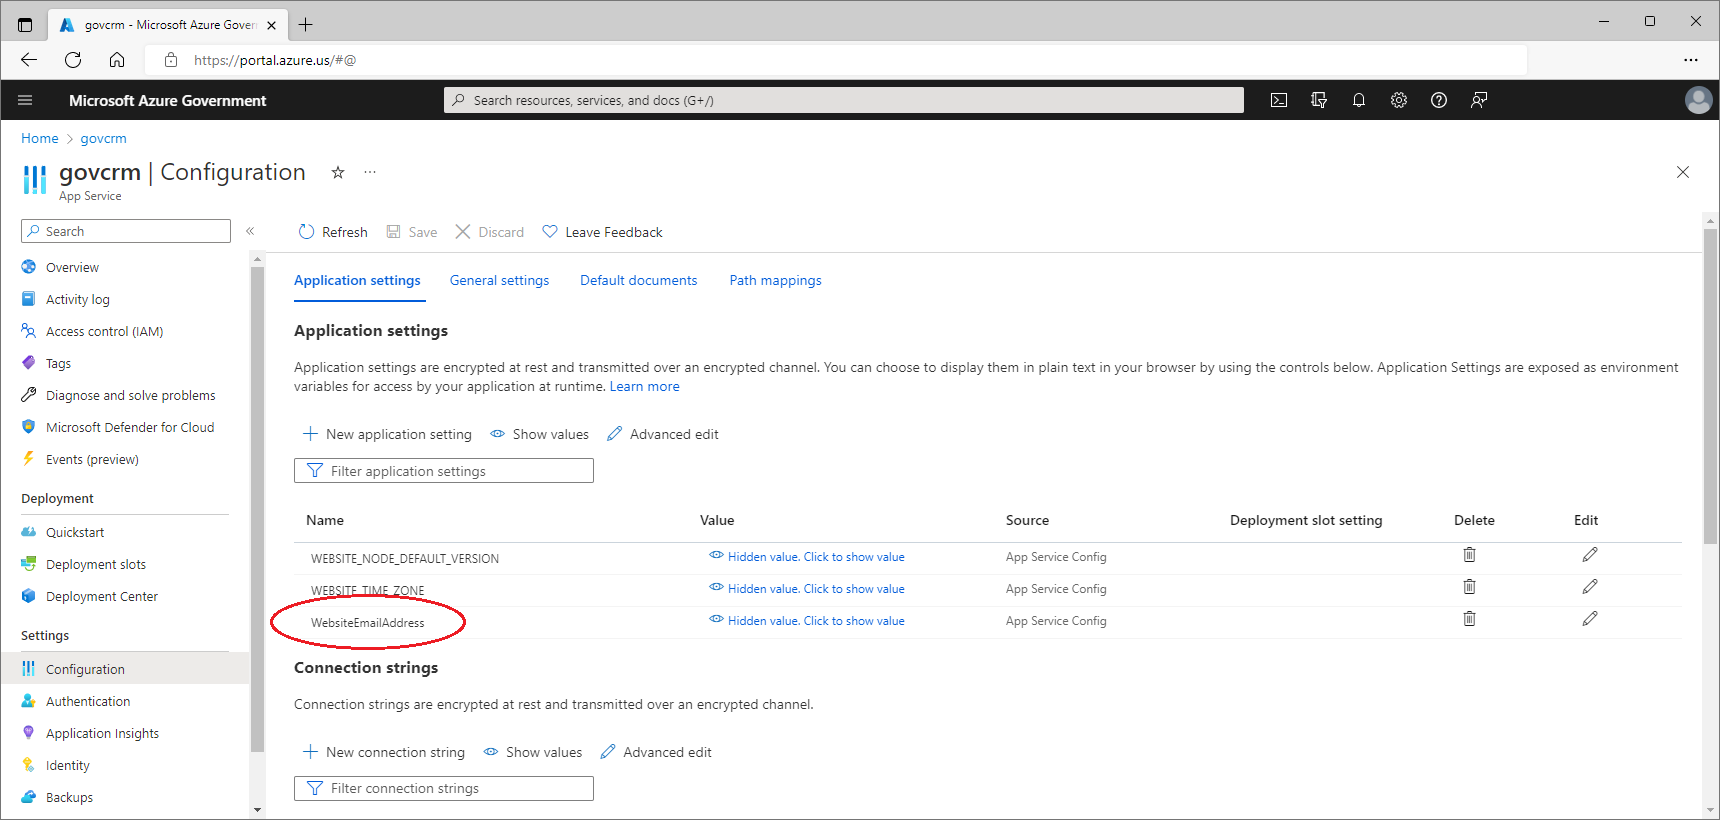 govcrm - Microsoft Azure Gover
https://portal.azure.us/#@
Microsoft Azure Government
Search resources, services, and docs (G+/)
Home > govcrm
govcrm | Configuration
App Service
Search
Overview
Activity log
Access control (IAM)
Tags
Diagnose and solve problems
Microsoft Defender for Cloud
Events (preview)
Deployment
Quickstart
Deployment slots
Deployment Center
Settings
Configuration
Authentication
Application Insights
Identity
Backups
Refresh Save Discard Leave Feedback
Application settings General settings Default documents Path mappings
Application settings
Application settings are encrypted at rest and transmitted over an encrypted channel. You can choose to display them in plain text in your browser by using the controls below. Application Settings are exposed as environment
variables for access by your application at runtime. Learn more
New application setting Show values Advanced edit
Filter application settings
Name Value Source Deployment slot setting Delete Edit
WEBSITE_NODE_DEFAULT_VERSION Hidden value. Click to show value App Service Config
WEBSITE_TIME_ZONE Hidden value. Click to show value App Service Config
WebsiteEmailAddress Hidden value. Click to show value App Service Config
Connection strings
Connection strings are encrypted at rest and transmitted over an encrypted channel.
New connection string Show values Advanced edit
Filter connection strings